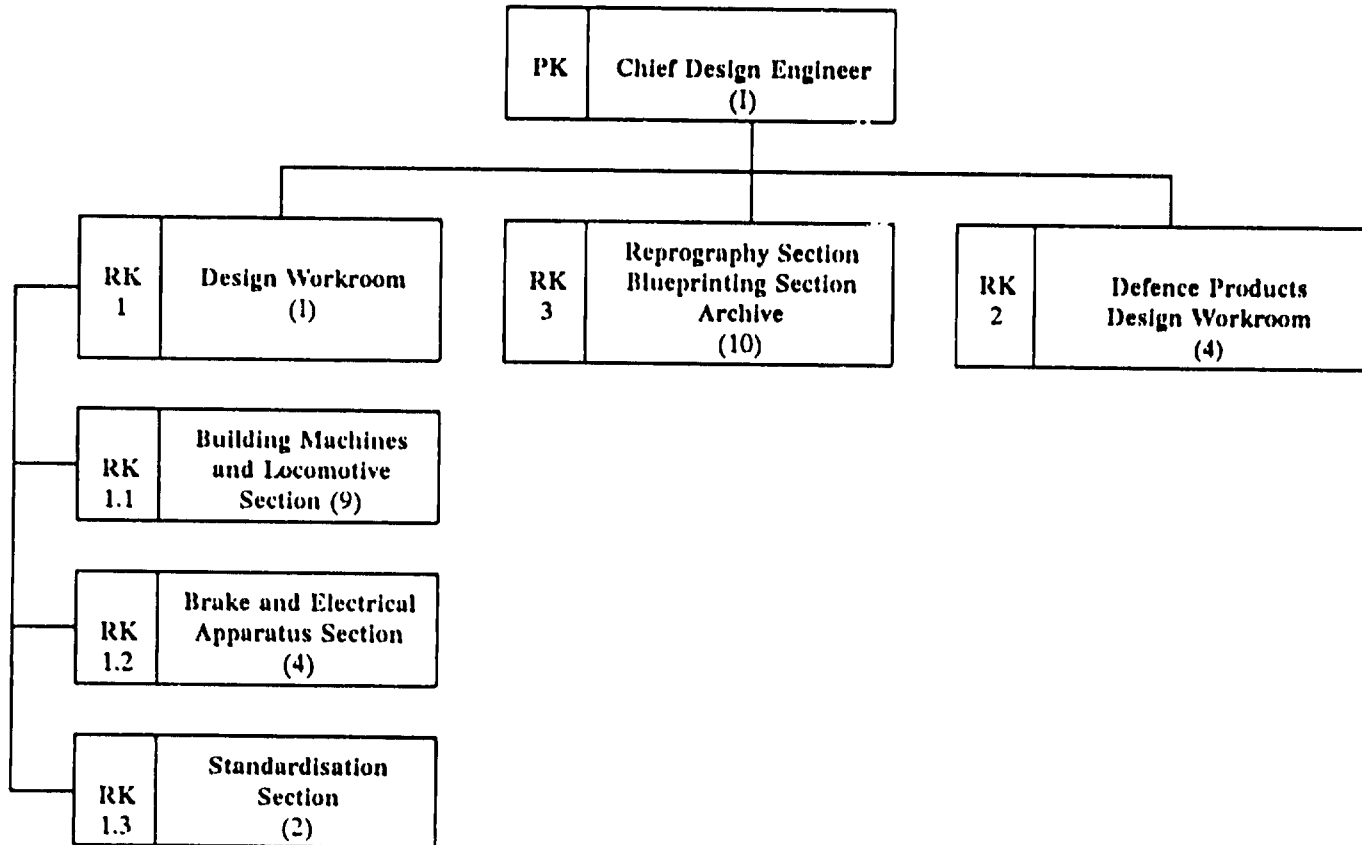 PK
Chief Design Engineer
(I)
RK
1
Design Workroom
(I)
RK
3
Reprography Section
Blueprinting Section
Archive
(10)
RK
2
Defence Products
Design Workroom
(4)
RK
1.1
Building Machines
and Locomotive
Section (9)
RK
1.2
Brake and Electrical
Apparatus Section
(4)
RK
1.3
Standardisation
Section
(2)